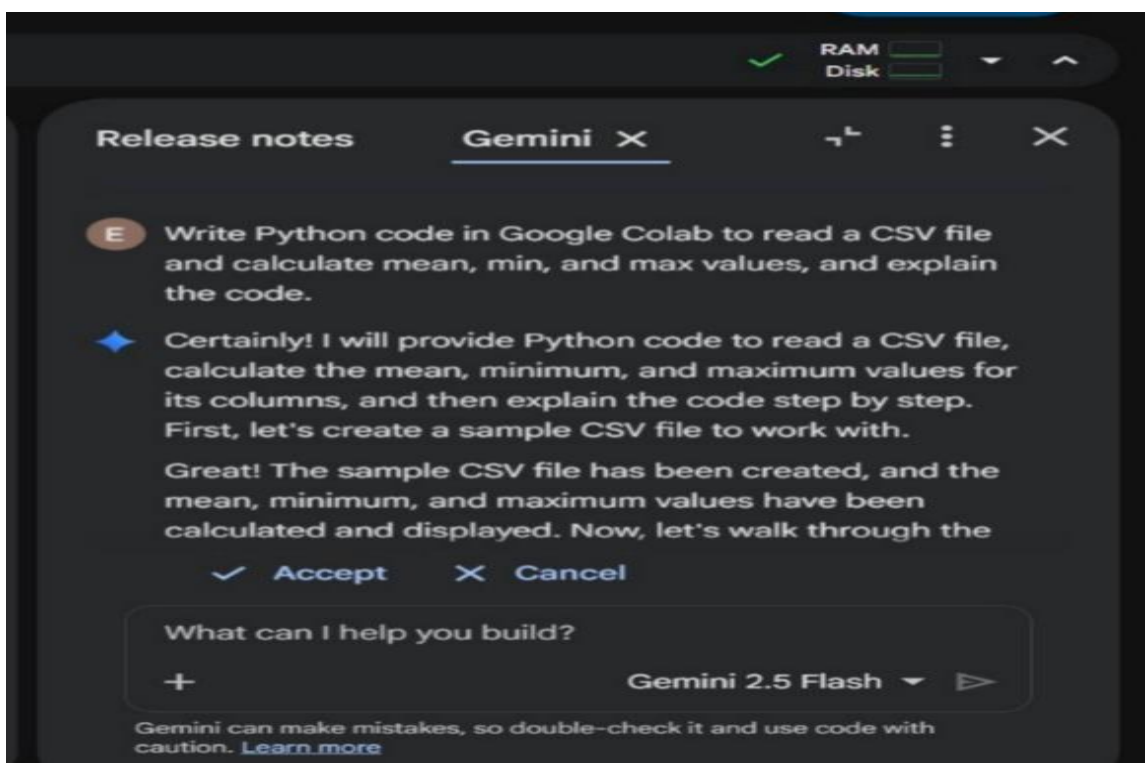 RAM
Disk
Release notes
Gemini
E
Write Python code in Google Colab to read a CSV file
and calculate mean, min, and max values, and explain
the code.
Certainly! I will provide Python code to read a CSV file,
calculate the mean, minimum, and maximum values for
its columns, and then explain the code step by step.
First, let's create a sample CSV file to work with.
Great! The sample CSV file has been created, and the
mean, minimum, and maximum values have been
calculated and displayed. Now, let's walk through the
Accept Cancel
What can I help you build?
Gemini 2.5 Flash
Gemini can make mistakes, so double-check it and use code with
caution. Learn more